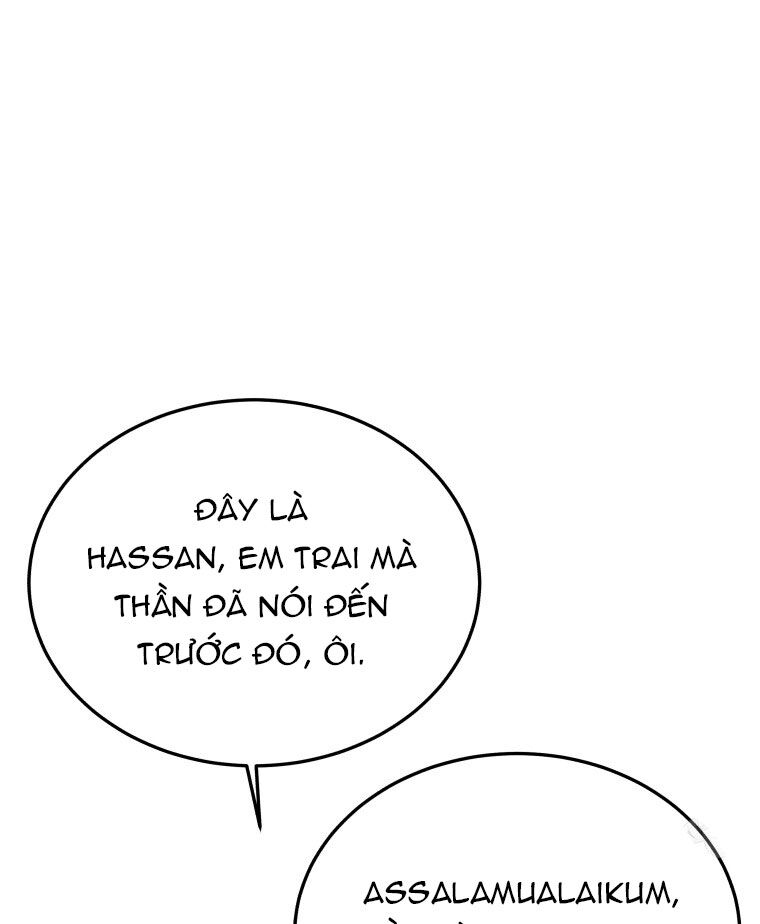 ĐÂY LÀ
HASSAN, EM TRAI MÀ
THẦN ĐÃ NÓI ĐẾN
TRƯỚC ĐÓ, ÔI.
ASSALAMUALAIKUM,